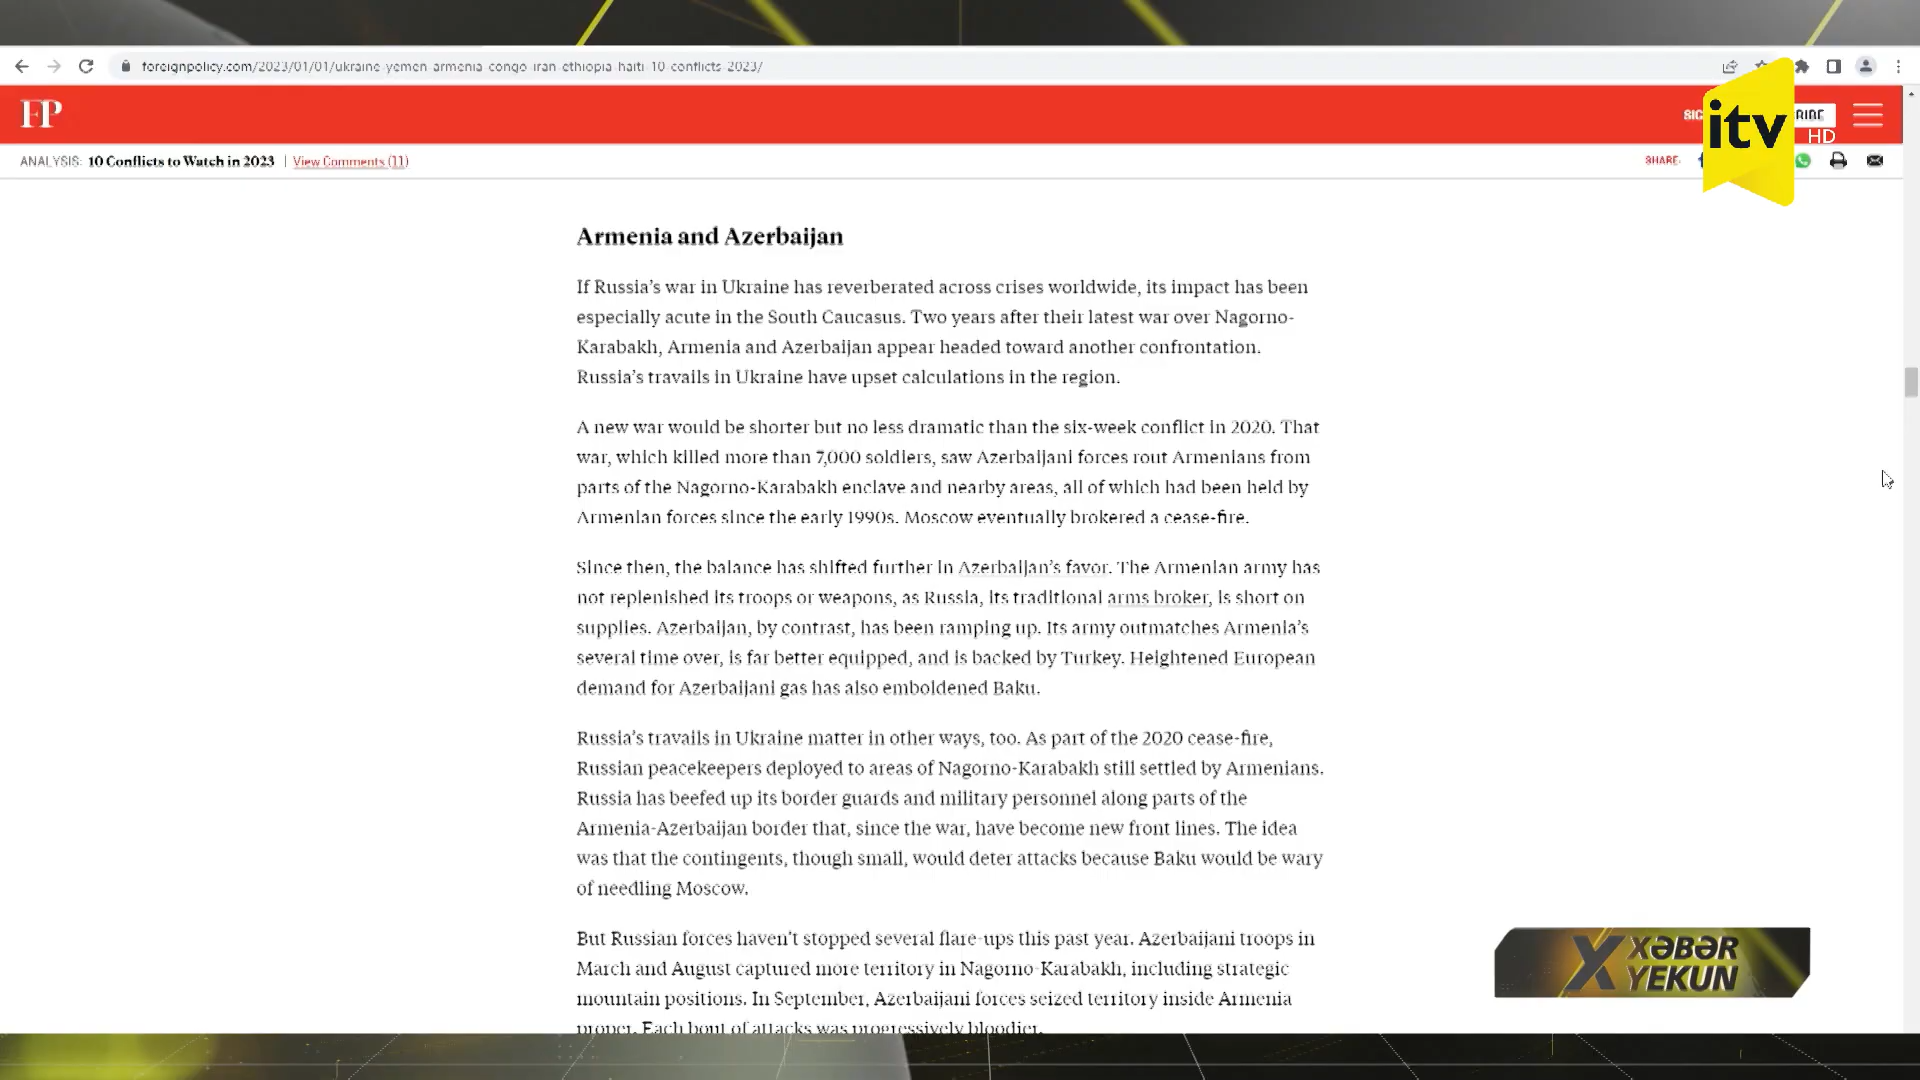 foreignpolicy.com/2023/01/01/ukraine-yemen-armenia-congo-iran-ethiopia-haiti-10-conflicts-2023/
FP
itv
HD
ANALYSIS: 10 Conflicts to Watch in 2023 | View Comments (11)
SHARE:
Armenia and Azerbaijan
If Russia’s war in Ukraine has reverberated across crises worldwide, its impact has been
especially acute in the South Caucasus. Two years after their latest war over Nagorno-
Karabakh, Armenia and Azerbaijan appear headed toward another confrontation.
Russia’s travails in Ukraine have upset calculations in the region.
A new war would be shorter but no less dramatic than the six-week conflict in 2020. That
war, which killed more than 7,000 soldiers, saw Azerbaijani forces rout Armenians from
parts of the Nagorno-Karabakh enclave and nearby areas, all of which had been held by
Armenian forces since the early 1990s. Moscow eventually brokered a cease-fire.
Since then, the balance has shifted further in Azerbaijan’s favor. The Armenian army has
not replenished its troops or weapons, as Russia, its traditional arms broker, is short on
supplies. Azerbaijan, by contrast, has been ramping up. Its army outmatches Armenia’s
several time over, is far better equipped, and is backed by Turkey. Heightened European
demand for Azerbaijani gas has also emboldened Baku.
Russia’s travails in Ukraine matter in other ways, too. As part of the 2020 cease-fire,
Russian peacekeepers deployed to areas of Nagorno-Karabakh still settled by Armenians.
Russia has beefed up its border guards and military personnel along parts of the
Armenia-Azerbaijan border that, since the war, have become new front lines. The idea
was that the contingents, though small, would deter attacks because Baku would be wary
of needling Moscow.
But Russian forces haven’t stopped several flare-ups this past year. Azerbaijani troops in
March and August captured more territory in Nagorno-Karabakh, including strategic
mountain positions. In September, Azerbaijani forces seized territory inside Armenia
proper. Each bout of attacks was progressively bloodier.
XƏBƏR
YEKUN